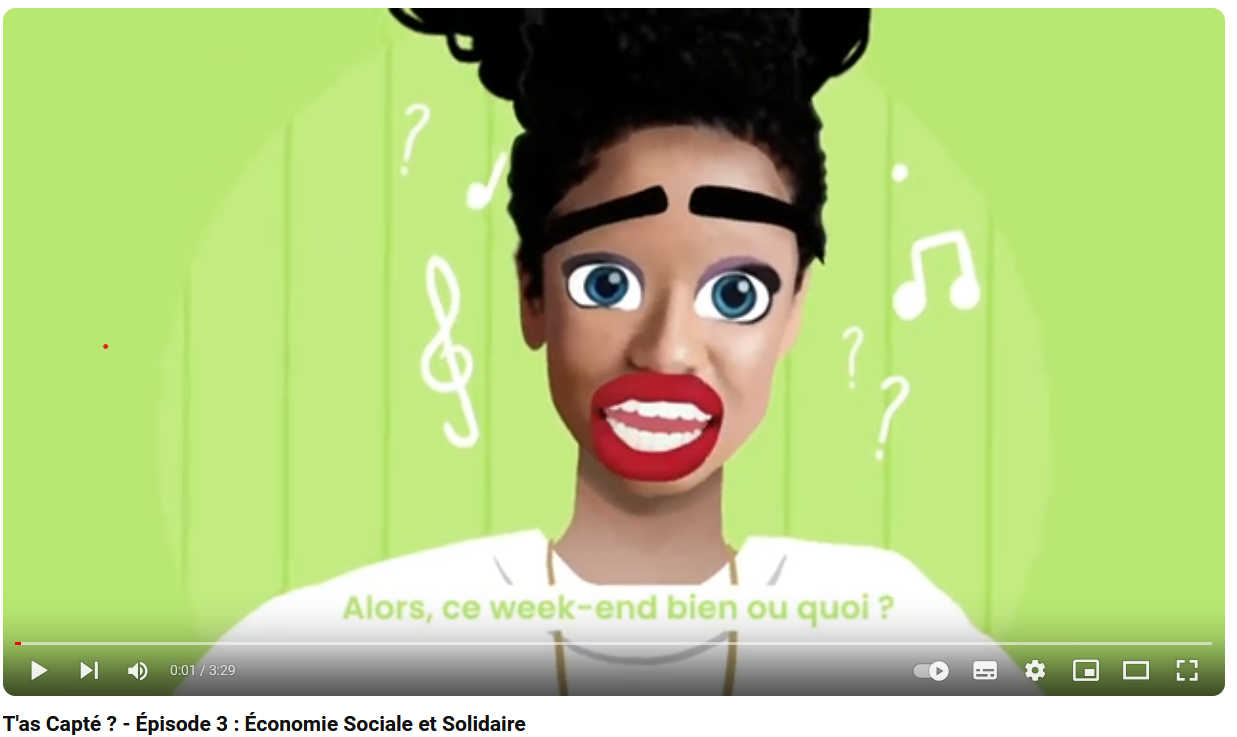 ?
?
?
Alors, ce week-end bien ou quoi ?
0:01 / 3:29
T'as Capté ? - Épisode 3 : Économie Sociale et Solidaire